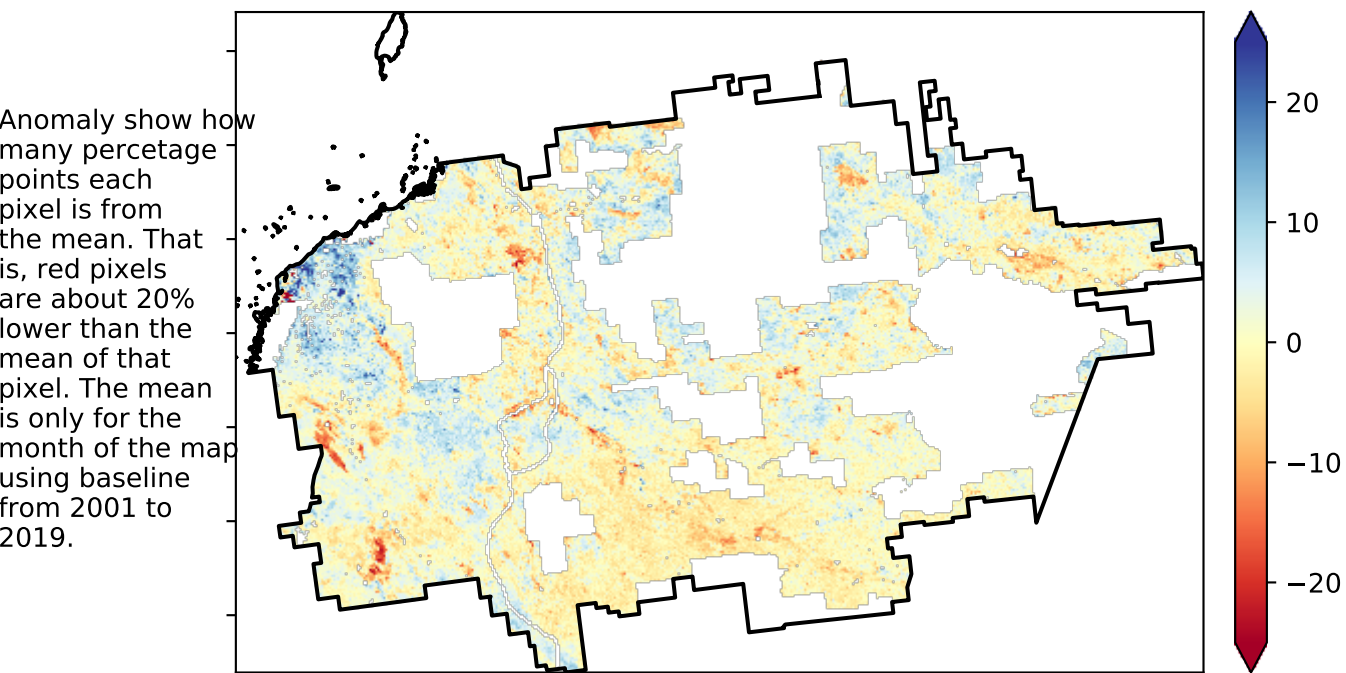 Anomaly show how
many percetage
points each
pixel is from
the mean. That
is, red pixels
are about 20%
lower than the
mean of that
pixel. The mean
is only for the
month of the map
using baseline
from 2001 to
2019.
20
10
0
−10
−20